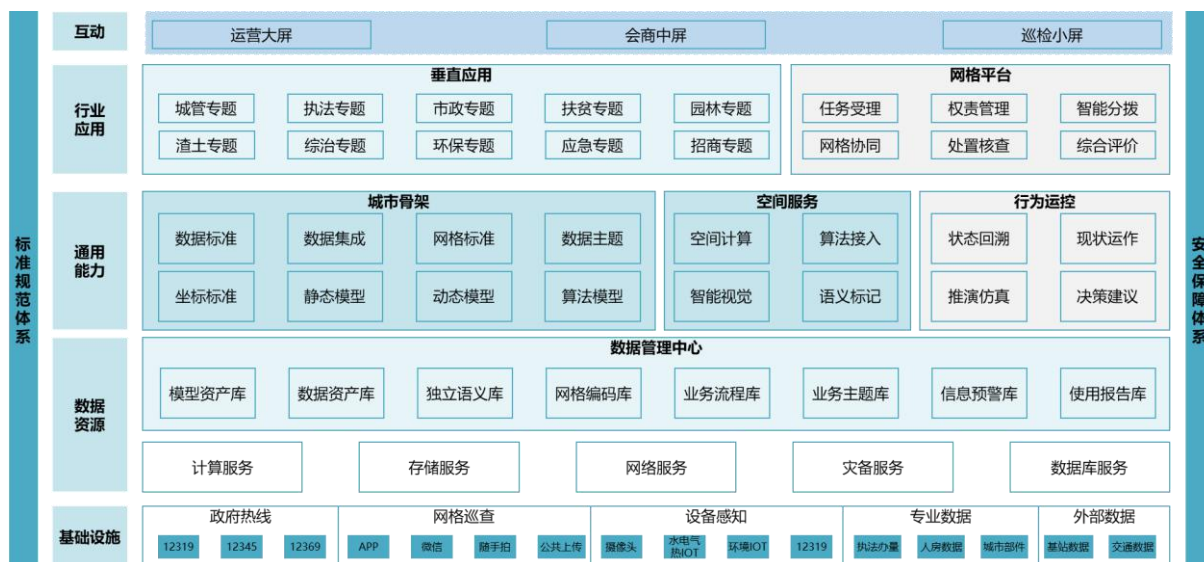 标准规范体系
互动
运营大屏
会商中屏
巡检小屏
行业
应用
垂直应用
城管专题
执法专题
市政专题
扶贫专题
园林专题
渣土专题
综治专题
环保专题
应急专题
招商专题
网格平台
任务受理
权责管理
智能分拨
网格协同
处置核查
综合评价
通用
能力
城市骨架
数据标准
数据集成
网格标准
数据主题
坐标标准
静态模型
动态模型
算法模型
空间服务
空间计算
算法接入
智能视觉
语义标记
行为运控
状态回溯
现状运作
推演仿真
决策建议
数据
资源
数据管理中心
模型资产库
数据资产库
独立语义库
网格编码库
业务流程库
业务主题库
信息预警库
使用报告库
计算服务
存储服务
网络服务
灾备服务
数据库服务
基础设施
政府热线
12319
12345
12369
网格巡查
APP
微信
随手拍
公共上传
设备感知
摄像头
水电气
热IOT
环境IOT
12319
专业数据
执法办量
人房数据
城市部件
外部数据
基站数据
交通数据
安全保障体系